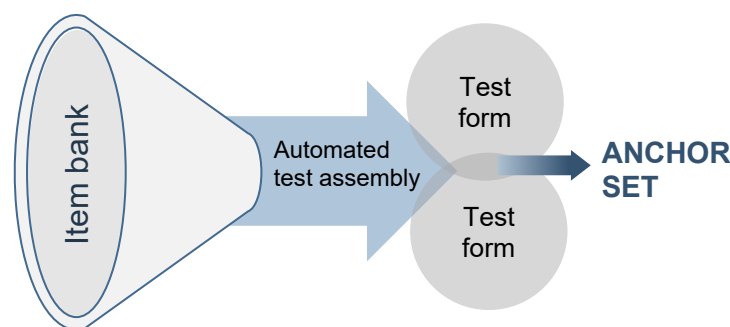 Item bank
Automated
test assembly
Test
form
Test
form
ANCHOR
SET